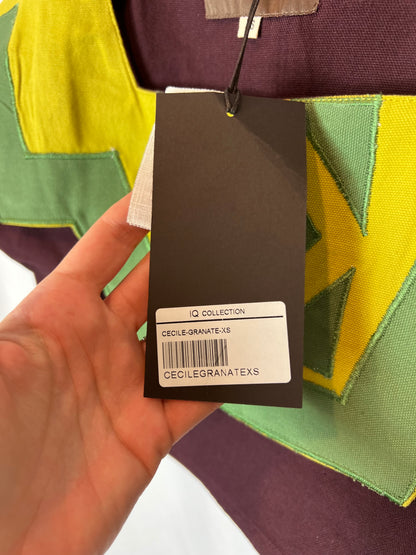 IQ COLLECTION
CECILE-GRANATE-XS
CECILEGRANATEXS